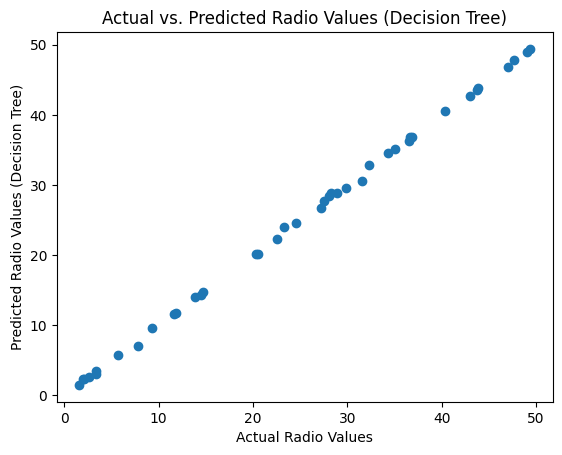 Actual vs. Predicted Radio Values (Decision Tree)
Predicted Radio Values (Decision Tree)
50
40
30
20
10
0
0 10 20 30 40 50
Actual Radio Values